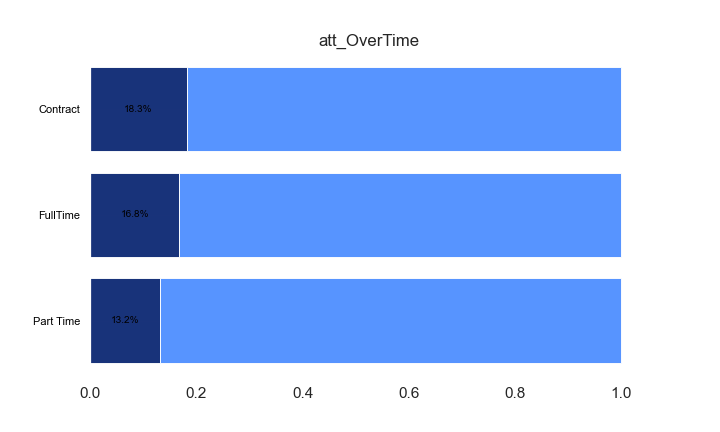 att_OverTime
Contract
18.3%
FullTime
16.8%
Part Time
13.2%
0.0 0.2 0.4 0.6 0.8 1.0